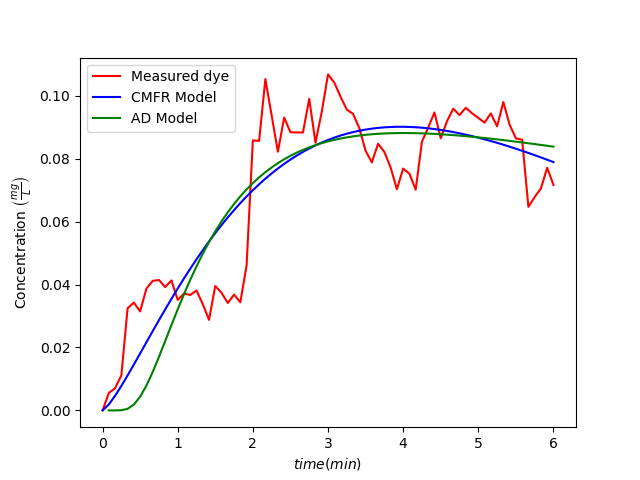 Measured dye
CMFR Model
AD Model
Concentration (mg/L)
0.10
0.08
0.06
0.04
0.02
0.00
0 1 2 3 4 5 6
time(min)